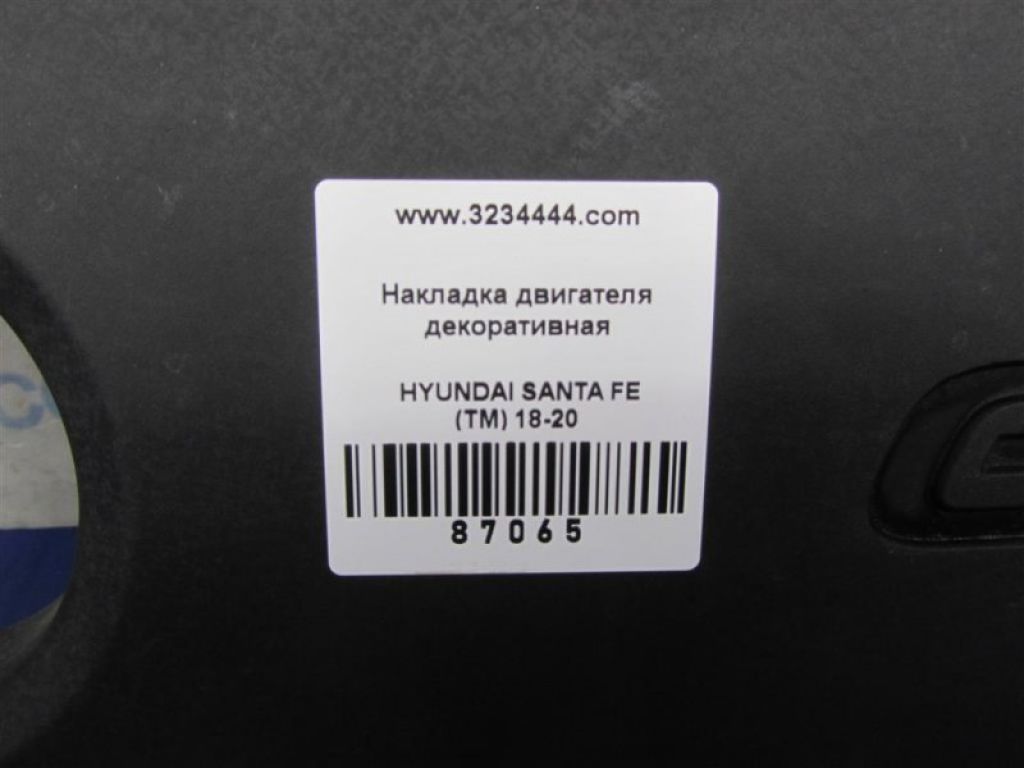 www.3234444.com
Накладка двигателя
декоративная
HYUNDAI SANTA FE
(TM) 18-20
87065